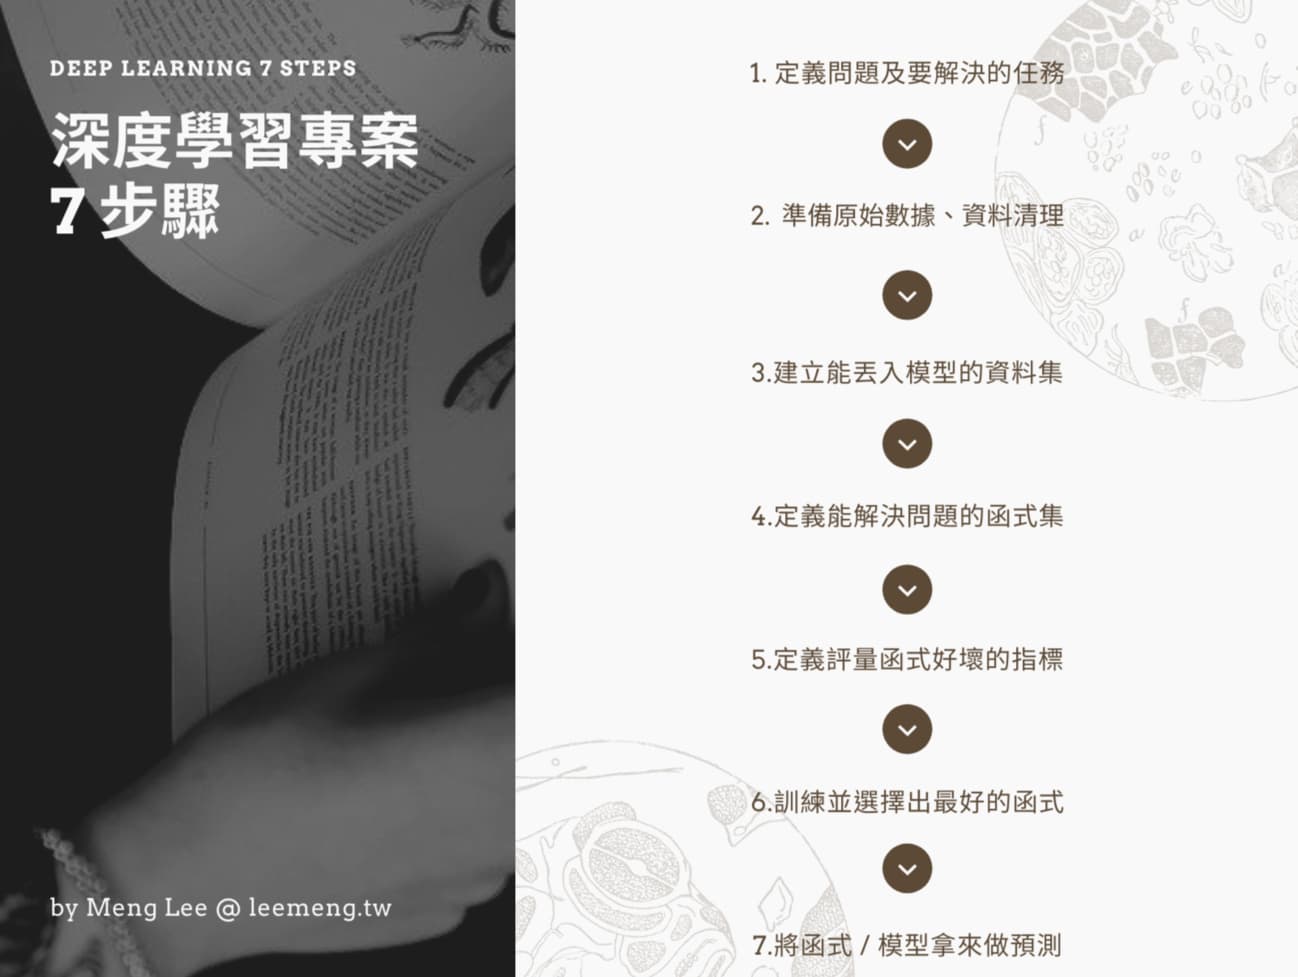 DEEP LEARNING 7 STEPS
深度學習專案
7 步驟
by Meng Lee @ leemeng.tw
1. 定義問題及要解決的任務
2. 準備原始數據、資料清理
3.建立能丟入模型的資料集
4.定義能解決問題的函式集
5.定義評量函式好壞的指標
6.訓練並選擇出最好的函式
7.將函式 / 模型拿來做預測